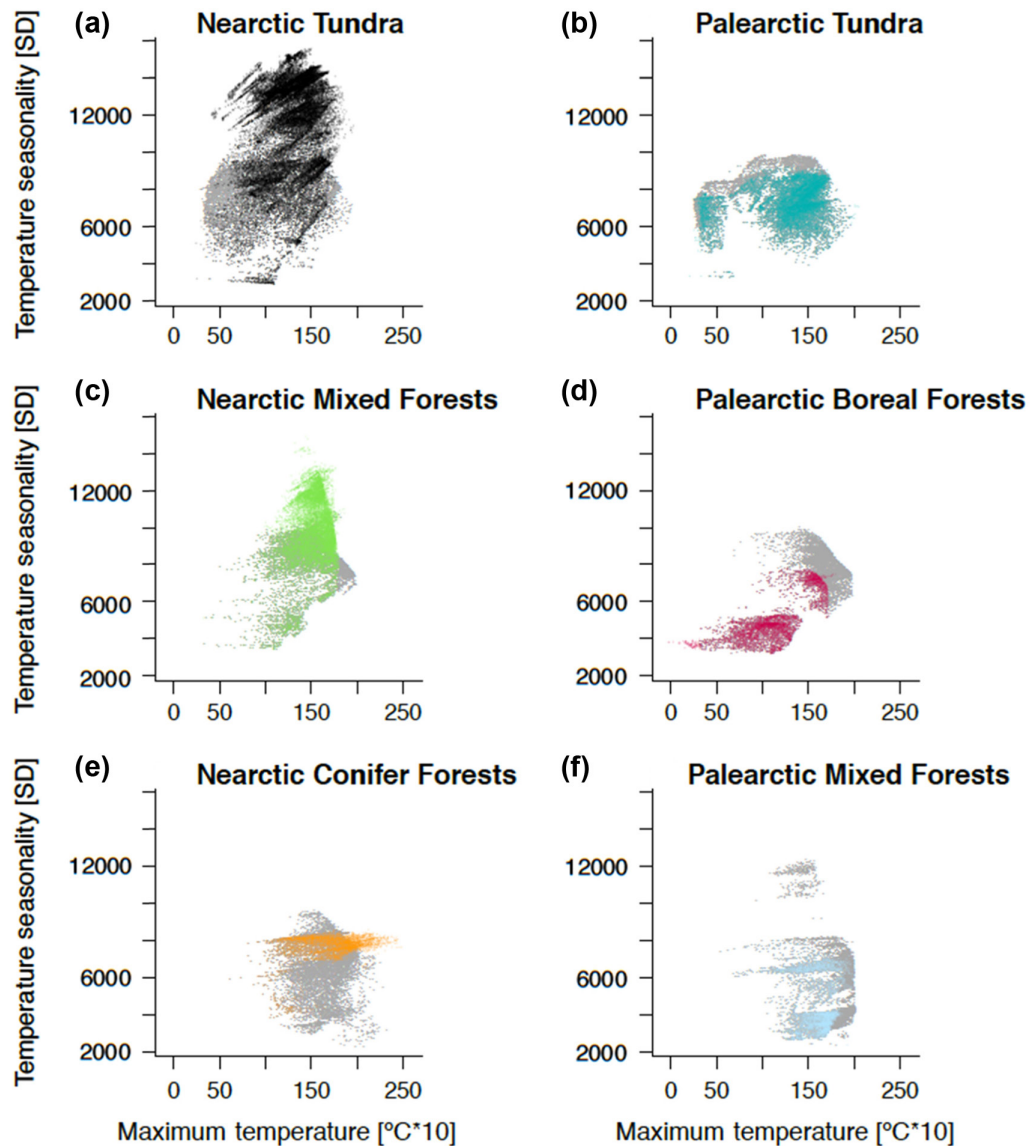 (a) Nearctic Tundra
(b) Palearctic Tundra
Temperature seasonality [SD]
12000
6000
2000
0 50 150 250
12000
6000
2000
0 50 150 250
(c) Nearctic Mixed Forests
(d) Palearctic Boreal Forests
Temperature seasonality [SD]
12000
6000
2000
0 50 150 250
12000
6000
2000
0 50 150 250
(e) Nearctic Conifer Forests
(f) Palearctic Mixed Forests
Temperature seasonality [SD]
12000
6000
2000
0 50 150 250
Maximum temperature [ºC*10]
12000
6000
2000
0 50 150 250
Maximum temperature [ºC*10]